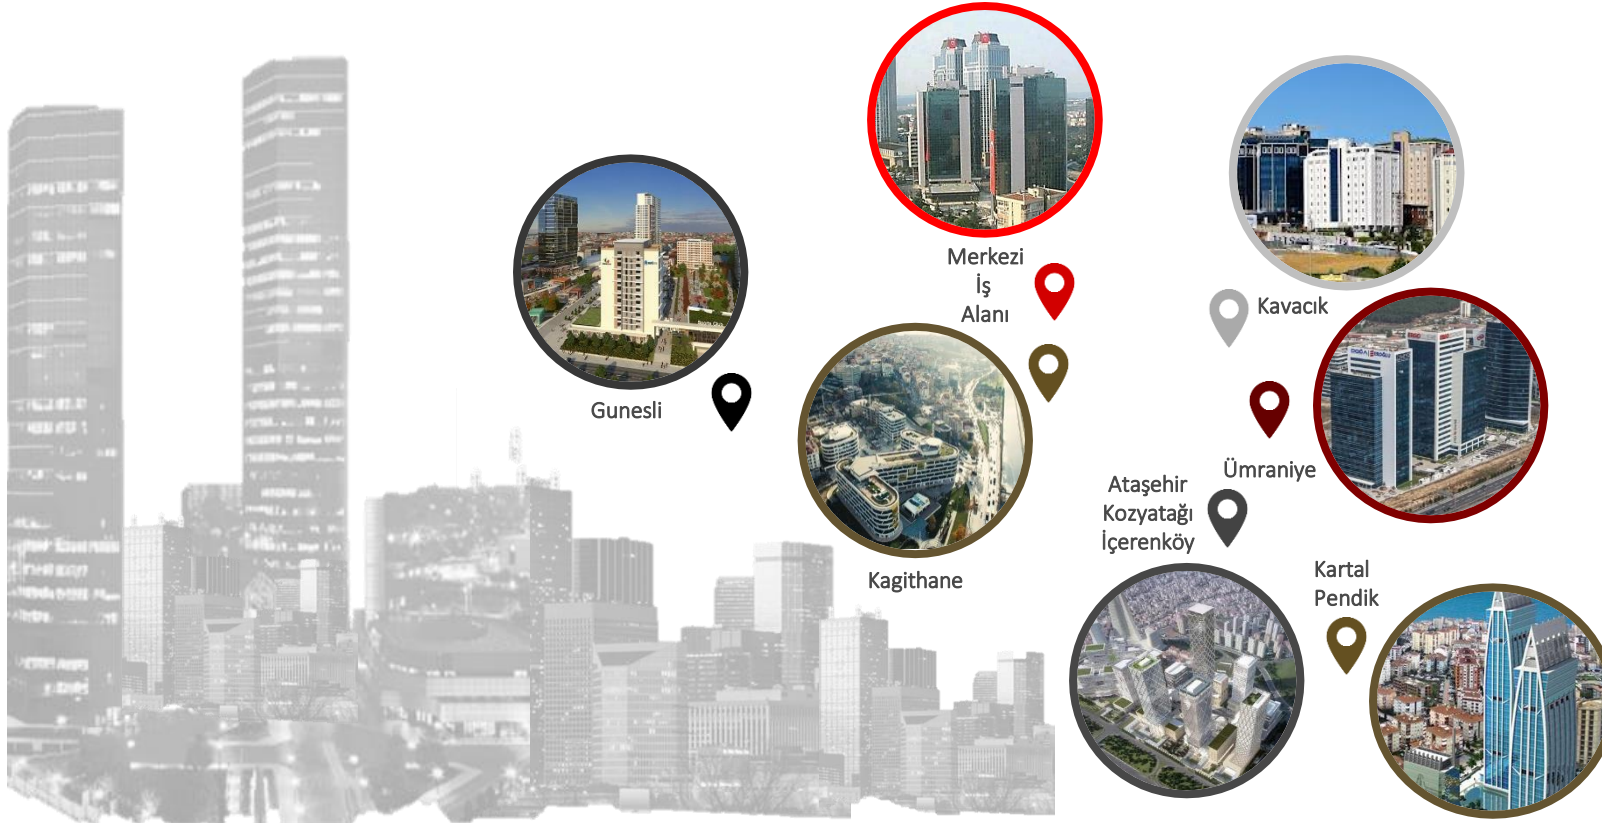 Merkezi
İş
Alanı
Kavacık
Gunesli
Ümraniye
Ataşehir
Kozyatağı
İçerenköy
Kagithane
Kartal
Pendik